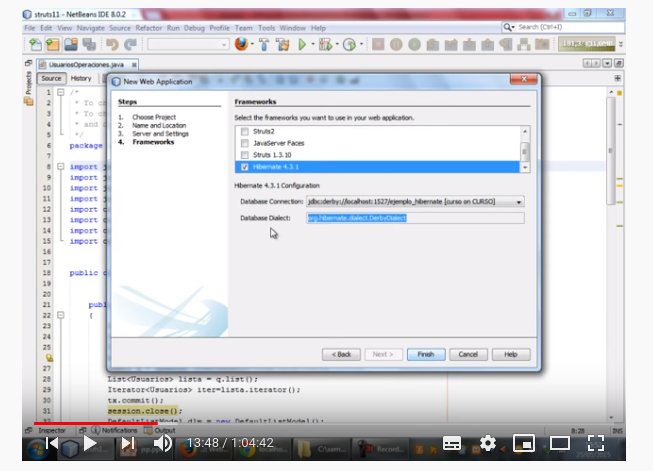 struts11 - NetBeans IDE 8.0.2
File Edit View Navigate Source Refactor Run Debug Profile Team Tools Window Help
Search (Ctrl+I)
UsuariosOperaciones.java
Projects
Source History
New Web Application
Steps
1. Choose Project
2. Name and Location
3. Server and Settings
4. Frameworks
Frameworks
Select the frameworks you want to use in your web application.
Struts2
JavaServer Faces
Struts 1.3.10
Hibernate 4.3.1
Hibernate 4.3.1 Configuration
Database Connection: jdbc:derby://localhost:1527/ejemplo_hibernate [curso on CURSO]
Database Dialect: org.hibernate.dialect.DerbyDialect
< Back Next > Finish Cancel Help
1 /*
2 * To
3 * To
4 * and
5 */
6 package
7
8 import
9 import
10 import
11 import
12 import
13 import
14 import
15 import
16
17
18 public
19
20
21
22 {
23
24
25
27
28 List<Usuarios> lista = q.list();
29 Iterator<Usuarios> iter=lista.iterator();
30 tx.commit();
31 session.close();
DefaultListModel dlm = new DefaultListModel();
Inspector Notifications Output
8:28 INS
13:48 / 1:04:42